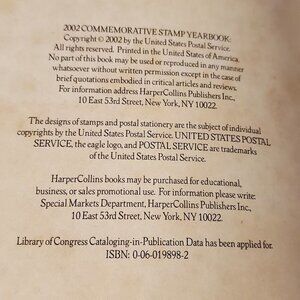 2002 COMMEMORATIVE STAMP YEARBOOK.
Copyright © 2002 by the United States Postal Service.
All rights reserved. Printed in the United States of America.
No part of this book may be used or reproduced in any manner
whatsoever without written permission except in the case of
brief quotations embodied in critical articles and reviews.
For information address HarperCollins Publishers Inc.,
10 East 53rd Street, New York, NY 10022.
The designs of stamps and postal stationery are the subject of individual
copyrights by the United States Postal Service. UNITED STATES POSTAL
SERVICE, the eagle logo, and POSTAL SERVICE are trademarks
of the United States Postal Service.
HarperCollins books may be purchased for educational,
business, or sales promotional use. For information please write:
Special Markets Department, HarperCollins Publishers Inc.,
10 East 53rd Street, New York, NY 10022.
Library of Congress Cataloging-in-Publication Data has been applied for.
ISBN: 0-06-019898-2